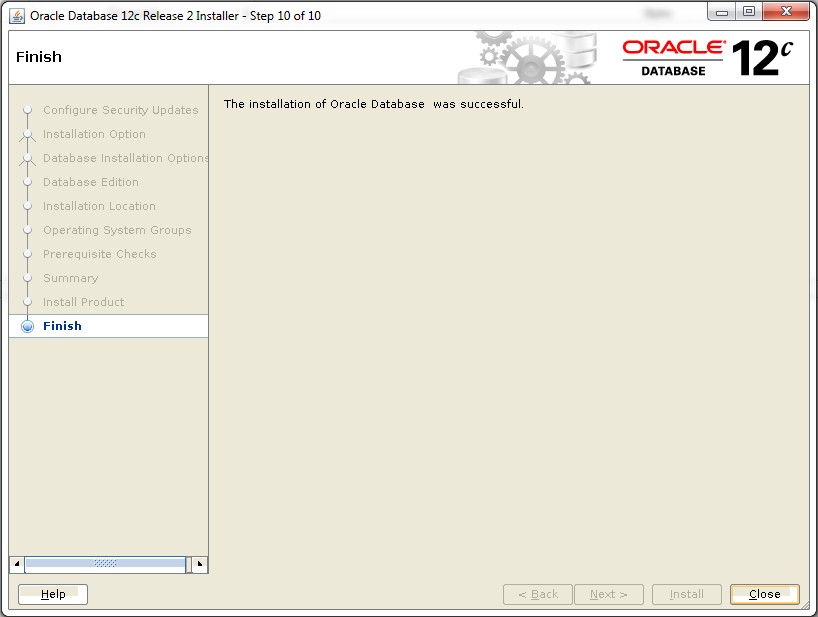 Oracle Database 12c Release 2 Installer - Step 10 of 10
Finish
ORACLE®
DATABASE
12c
Configure Security Updates
Installation Option
Database Installation Options
Database Edition
Installation Location
Operating System Groups
Prerequisite Checks
Summary
Install Product
Finish
The installation of Oracle Database  was successful.
Help
< Back
Next >
Install
Close